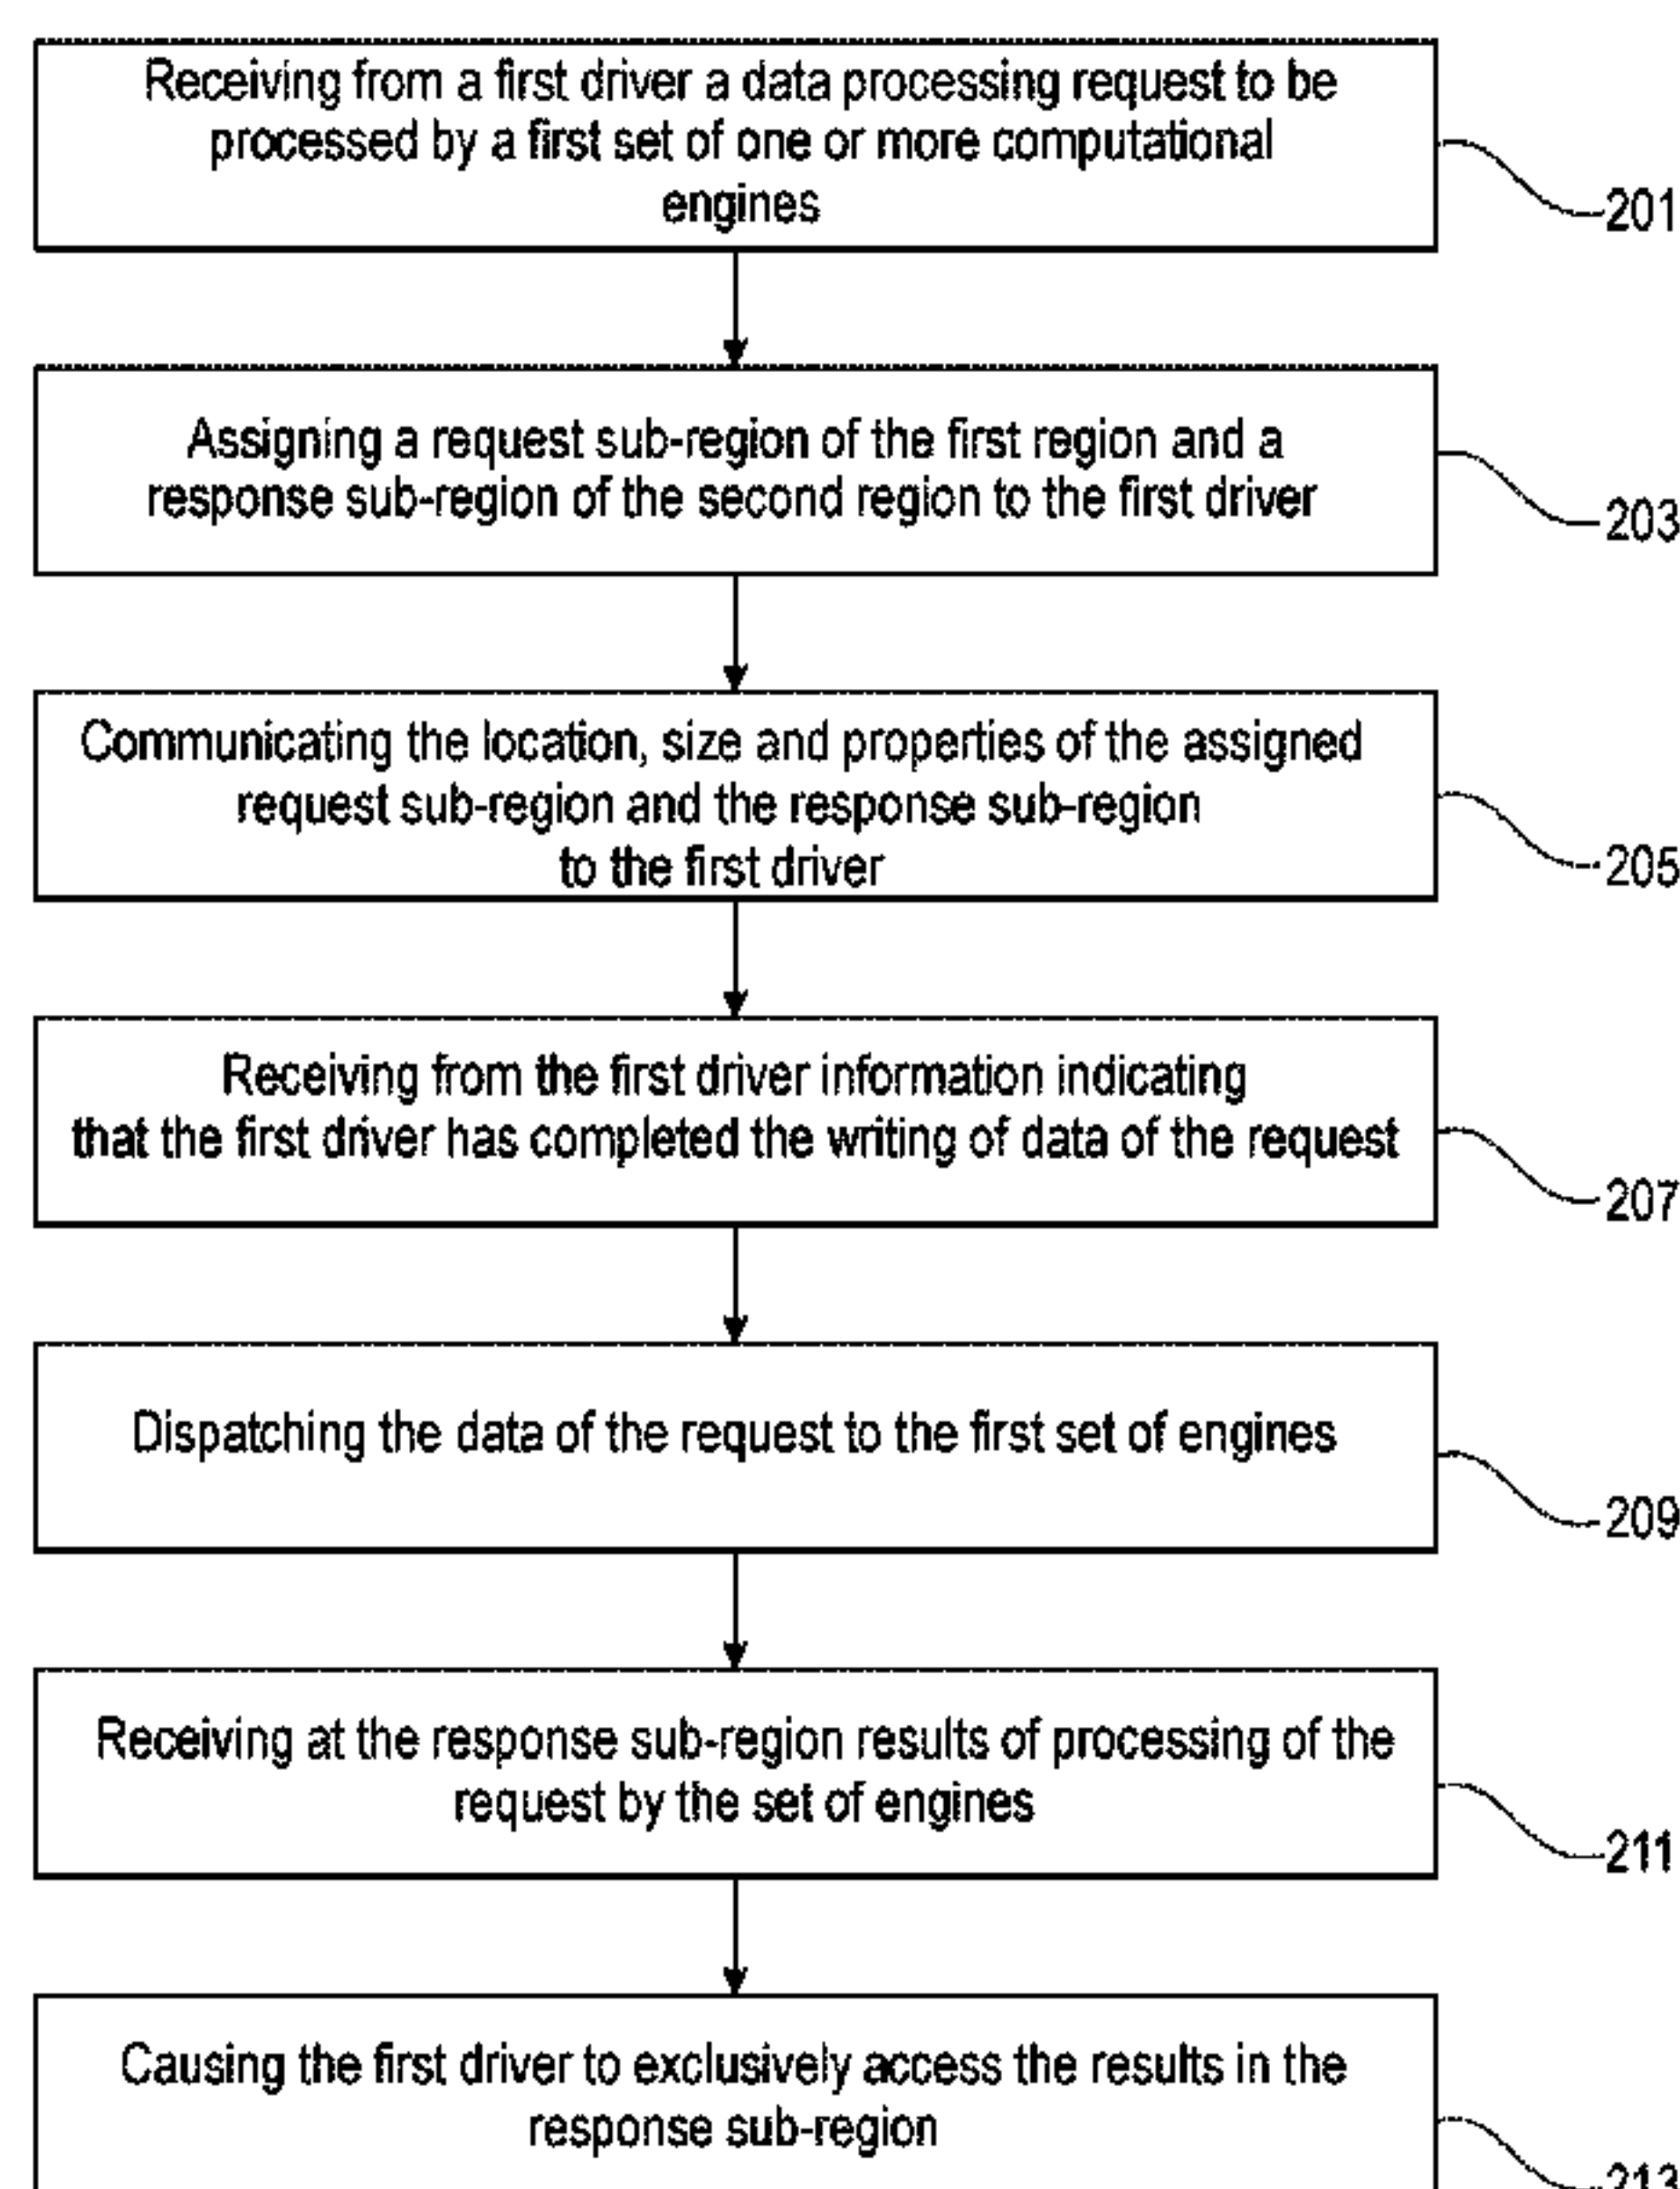 Receiving from a first driver a data processing request to be
processed by a first set of one or more computational
engines
201
Assigning a request sub-region of the first region and a
response sub-region of the second region to the first driver
203
Communicating the location, size and properties of the assigned
request sub-region and the response sub-region
to the first driver
205
Receiving from the first driver information indicating
that the first driver has completed the writing of data of the request
207
Dispatching the data of the request to the first set of engines
209
Receiving at the response sub-region results of processing of the
request by the set of engines
211
Causing the first driver to exclusively access the results in the
response sub-region
213